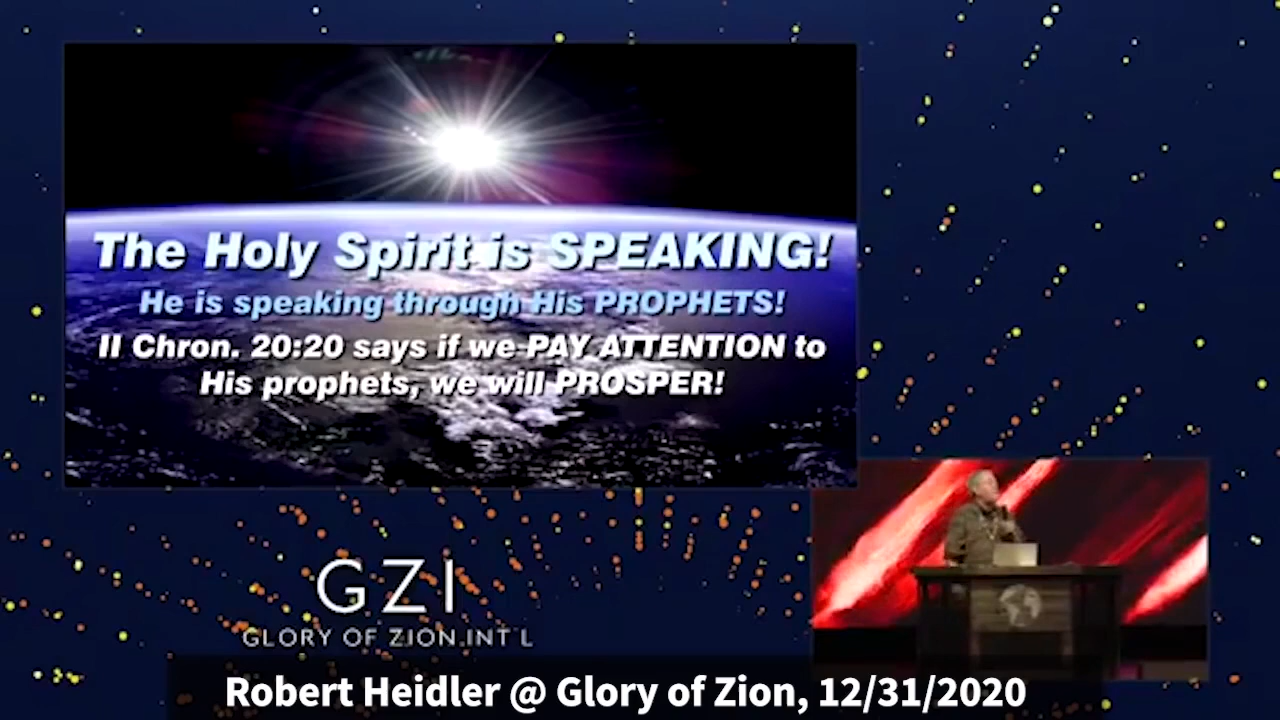 The Holy Spirit is SPEAKING!
He is speaking through His PROPHETS!
II Chron. 20:20 says if we PAY ATTENTION to
His prophets, we will PROSPER!
GZI
GLORY OF ZION INT'L
Robert Heidler @ Glory of Zion, 12/31/2020